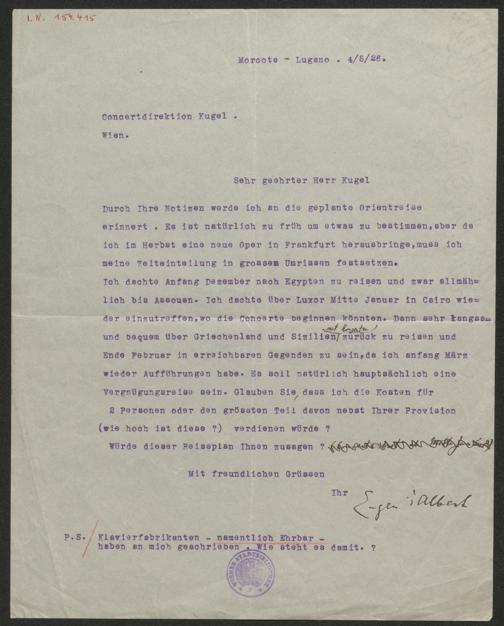 I.N. 154.415
Morcote - Lugano . 4/5/26.
Concertdirektion Kugel .
Wien.
Sehr geehrter Herr Kugel
Durch Ihre Notizen werde ich an die geplante Orientreise
erinnert . Es ist natürlich zu früh um etwas zu bestimmen,aber da
ich im Herbst eine neue Oper in Frankfurt herausbringe,muss ich
meine Zeiteinteilung in grossem Umrissen festsetzen.
Ich dachte Anfang Dezember nach Egypten zu reisen und zwar allmäh=
lich bis Assouan. Ich dachte über Luxor Mitte Januar in Cairo wie=
der einzutreffen,wo die Concerte beginnen könnten. Dann sehr langsam
und bequem über Griechenland und Sizilien zurück zu reisen und
Ende Februar in erreichbaren Gegenden zu sein,da ich anfang März
wieder Aufführungen habe. Es soll natürlich hauptsächlich eine
Vergnügungsreise sein. Glauben Sie,dass ich die Kosten für
2 Personen oder den grössten Teil davon nebst Ihrer Provision
(wie hoch ist diese ?) verdienen würde ?
Würde dieser Reiseplan Ihnen zusagen ?
Mit freundlichen Grüssen
Ihr
Eugen d'Albert
P.S. Klavierfabrikanten - namentlich Ehrbar -
haben an mich geschrieben . Wie steht es damit. ?